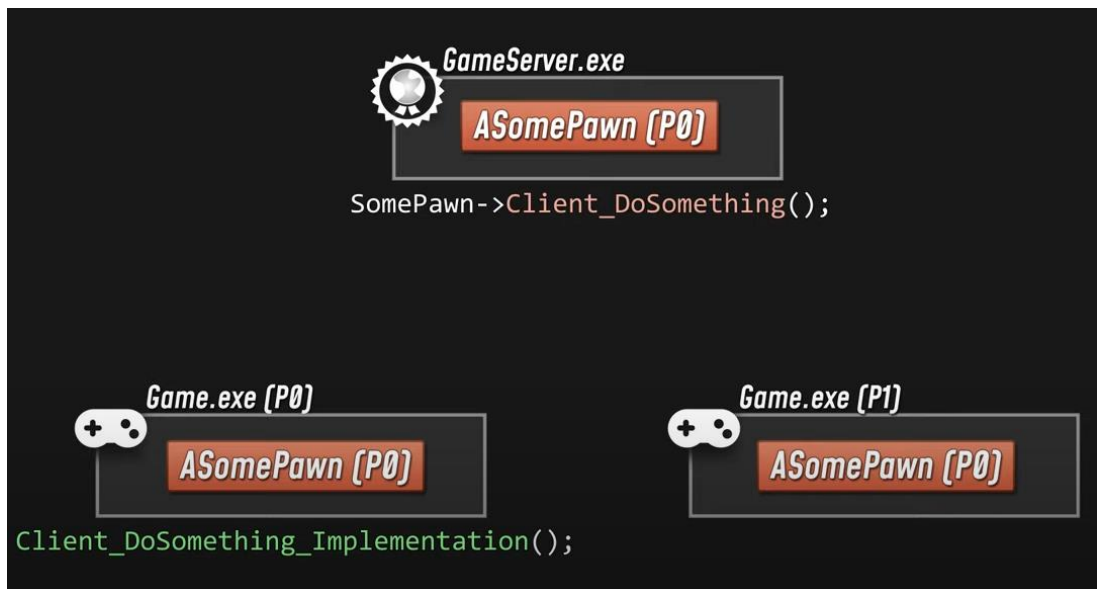 GameServer.exe
ASomePawn (P0)
SomePawn->Client_DoSomething();
Game.exe (P0)
ASomePawn (P0)
Client_DoSomething_Implementation();
Game.exe (P1)
ASomePawn (P0)